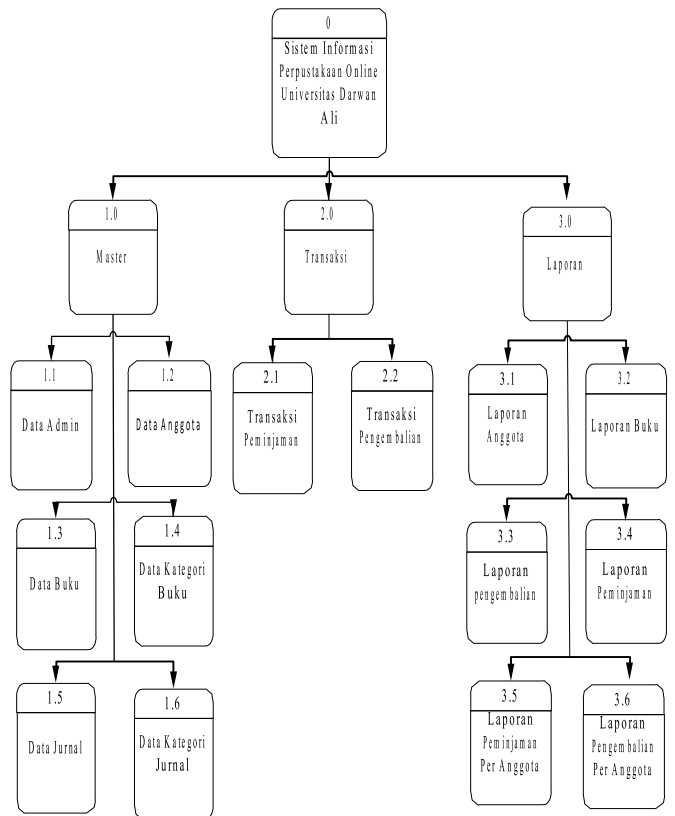 0
Sistem Informasi
Perpustakaan Online
Universitas Darwan
Ali
1.0
Master
2.0
Transaksi
3.0
Laporan
1.1
Data Admin
1.2
Data Anggota
2.1
Transaksi
Peminjaman
2.2
Transaksi
Pengembalian
3.1
Laporan
Anggota
3.2
Laporan Buku
1.3
Data Buku
1.4
Data Kategori
Buku
3.3
Laporan
pengembalian
3.4
Laporan
Peminjaman
1.5
Data Jurnal
1.6
Data Kategori
Jurnal
3.5
Laporan
Peminjaman
Per Anggota
3.6
Laporan
Pengembalian
Per Anggota